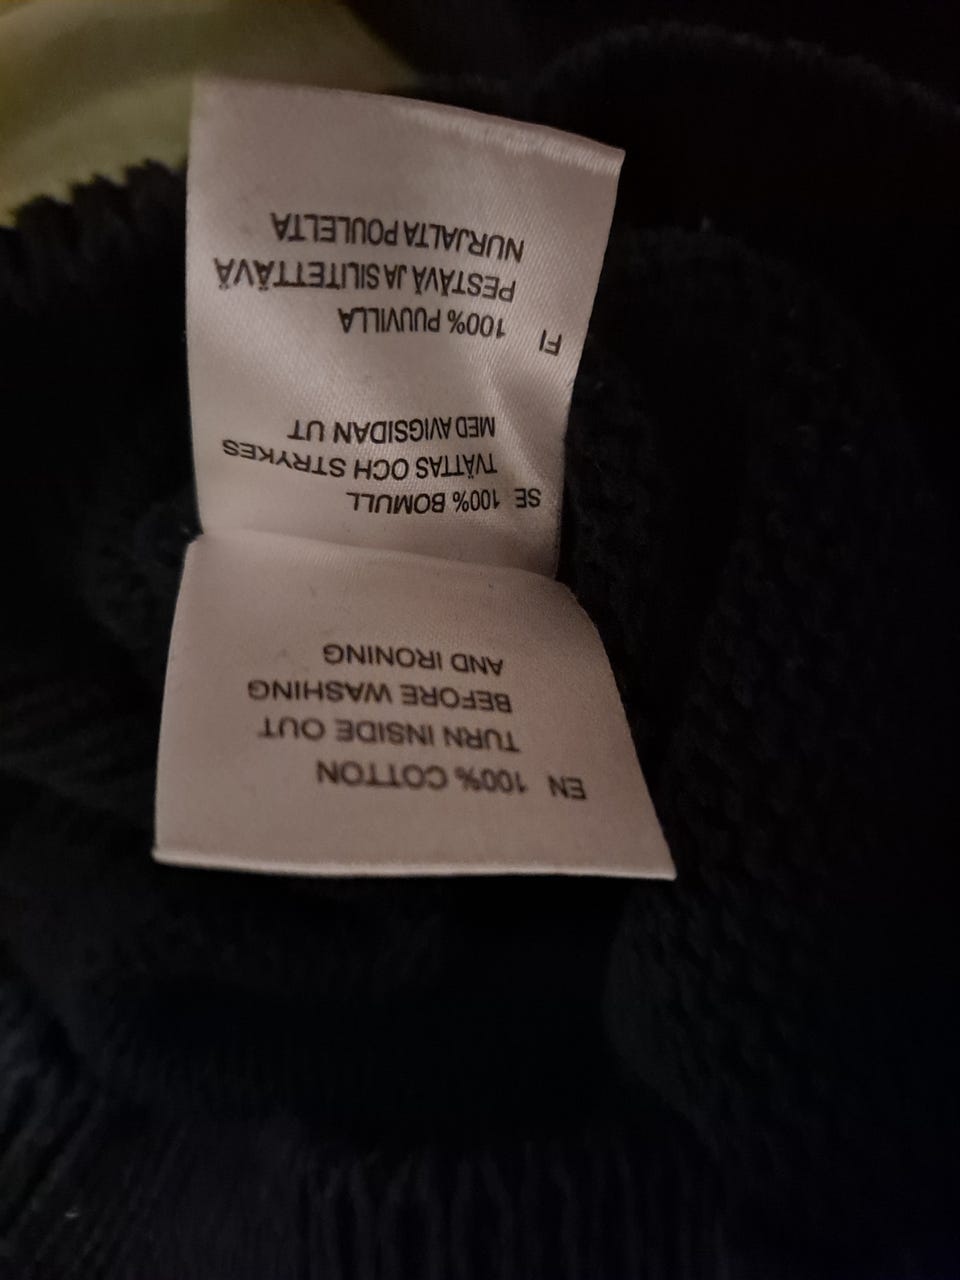 EN 100% COTTON
TURN INSIDE OUT
BEFORE WASHING
AND IRONING
SE 100% BOMULL
TVÄTTAS OCH STRYKES
MED AVIGSIDAN UT
FI 100% PUUVILLA
PESTÄVÄ JA SILITETTÄVÄ
NURJALTA POULELTA